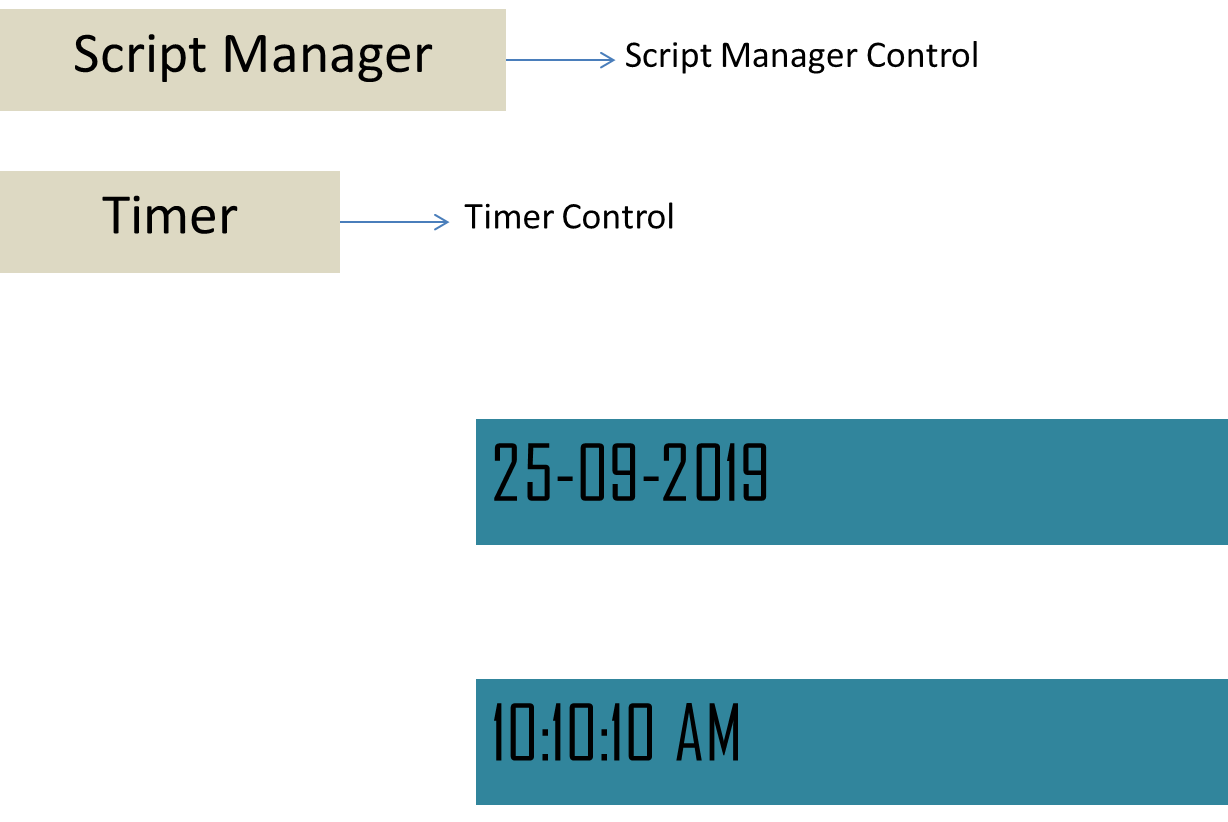 Script Manager
Script Manager Control
Timer
Timer Control
25-09-2019
10:10:10 AM